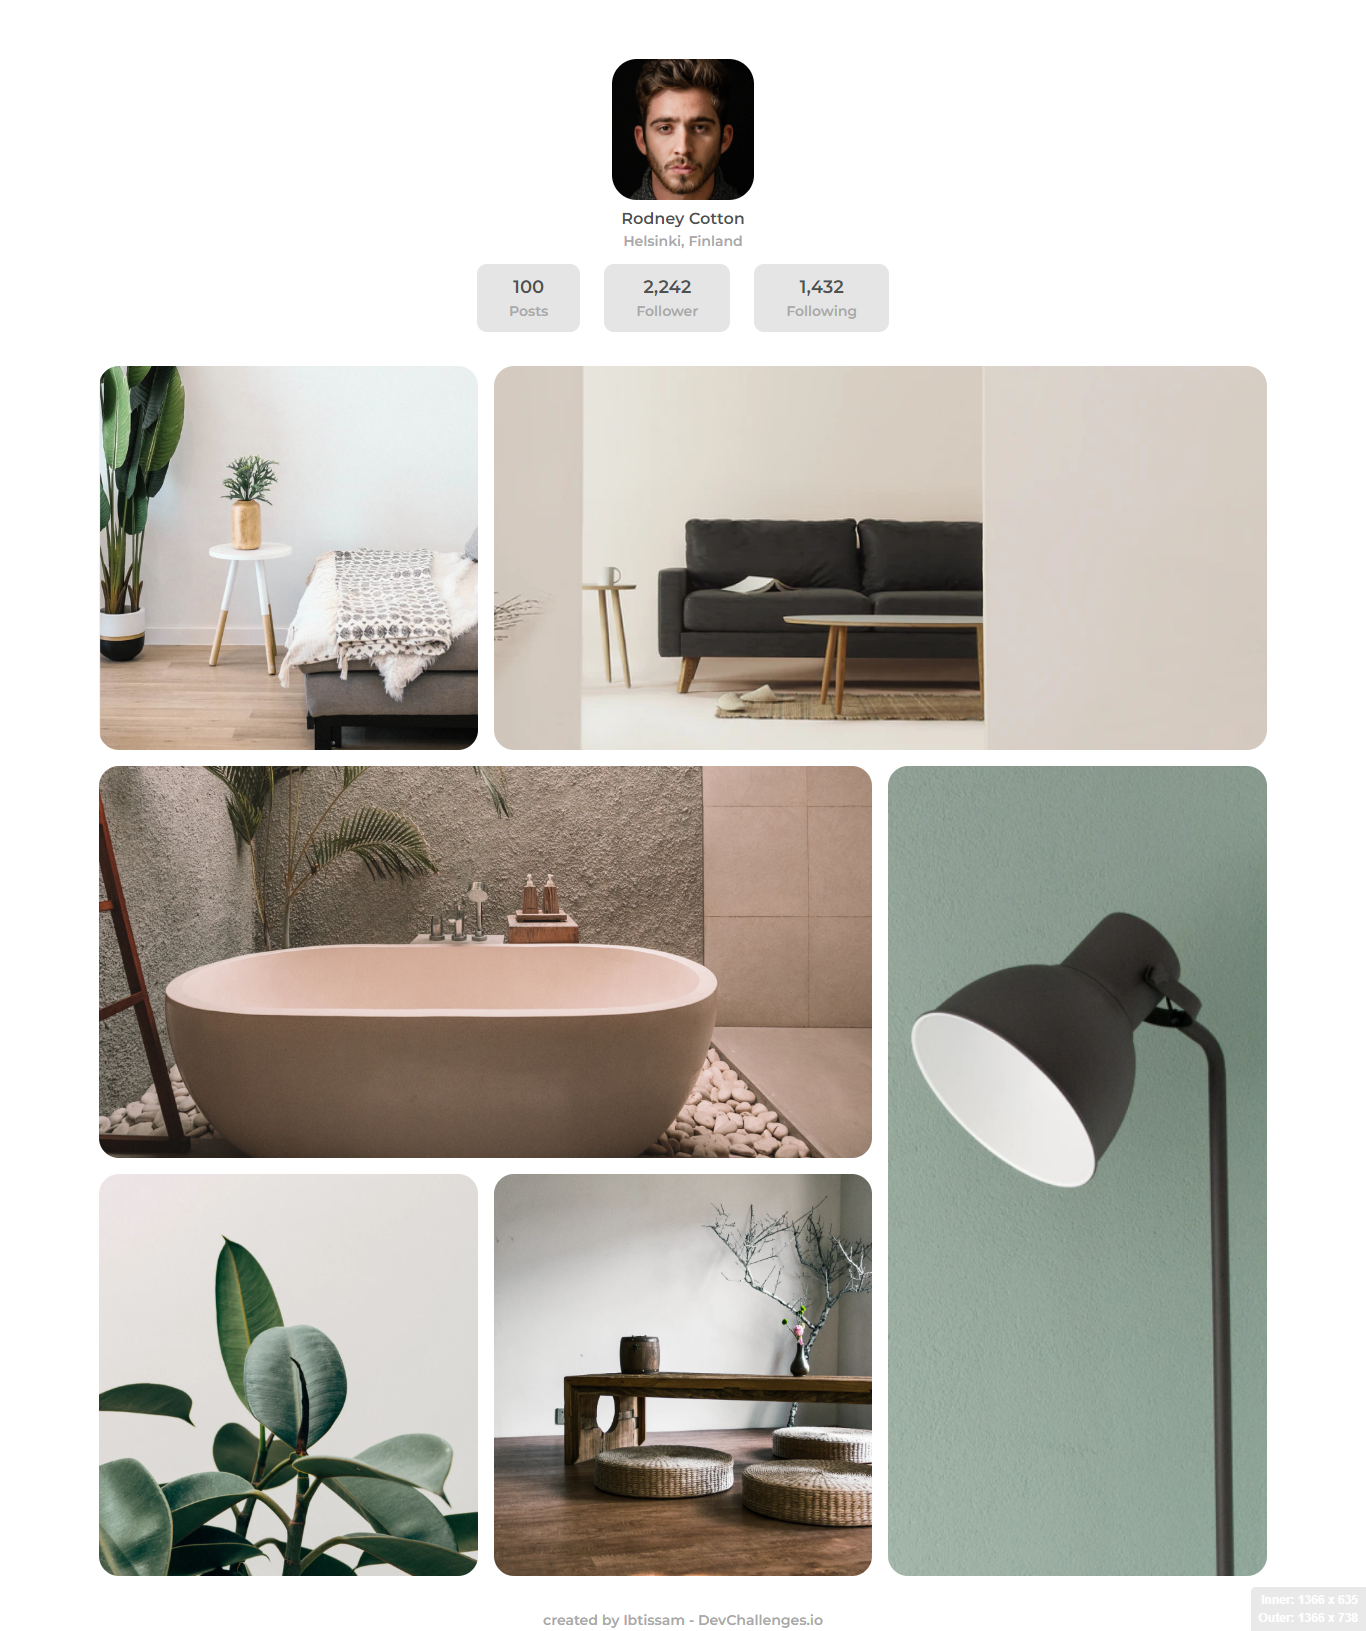 Rodney Cotton
Helsinki, Finland
100
Posts
2,242
Follower
1,432
Following
created by Ibtissam - DevChallenges.io
Inner: 1366 x 635
Outer: 1366 x 738